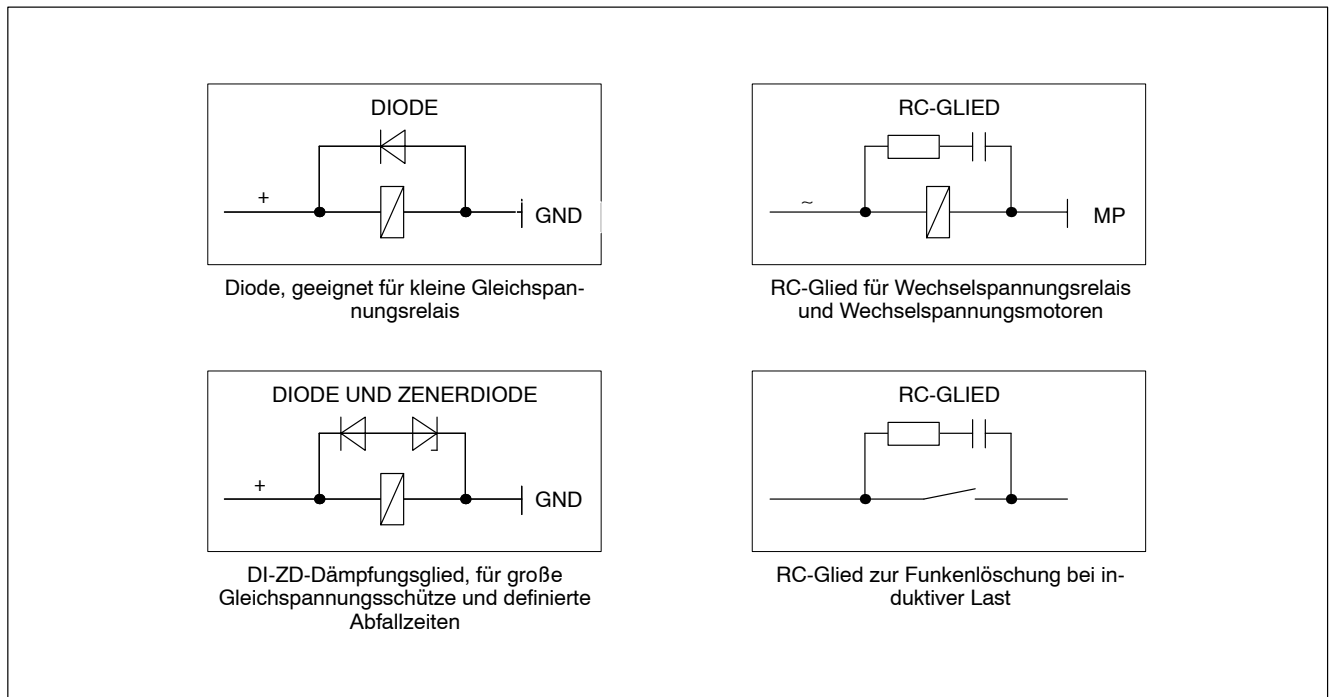 DIODE
+
GND
Diode, geeignet für kleine Gleichspan-
nungsrelais
RC-GLIED
~
MP
RC-Glied für Wechselspannungsrelais
und Wechselspannungsmotoren
DIODE UND ZENERDIODE
+
GND
DI-ZD-Dämpfungsglied, für große
Gleichspannungsschütze und definierte
Abfallzeiten
RC-GLIED
RC-Glied zur Funkenlöschung bei in-
duktiver Last